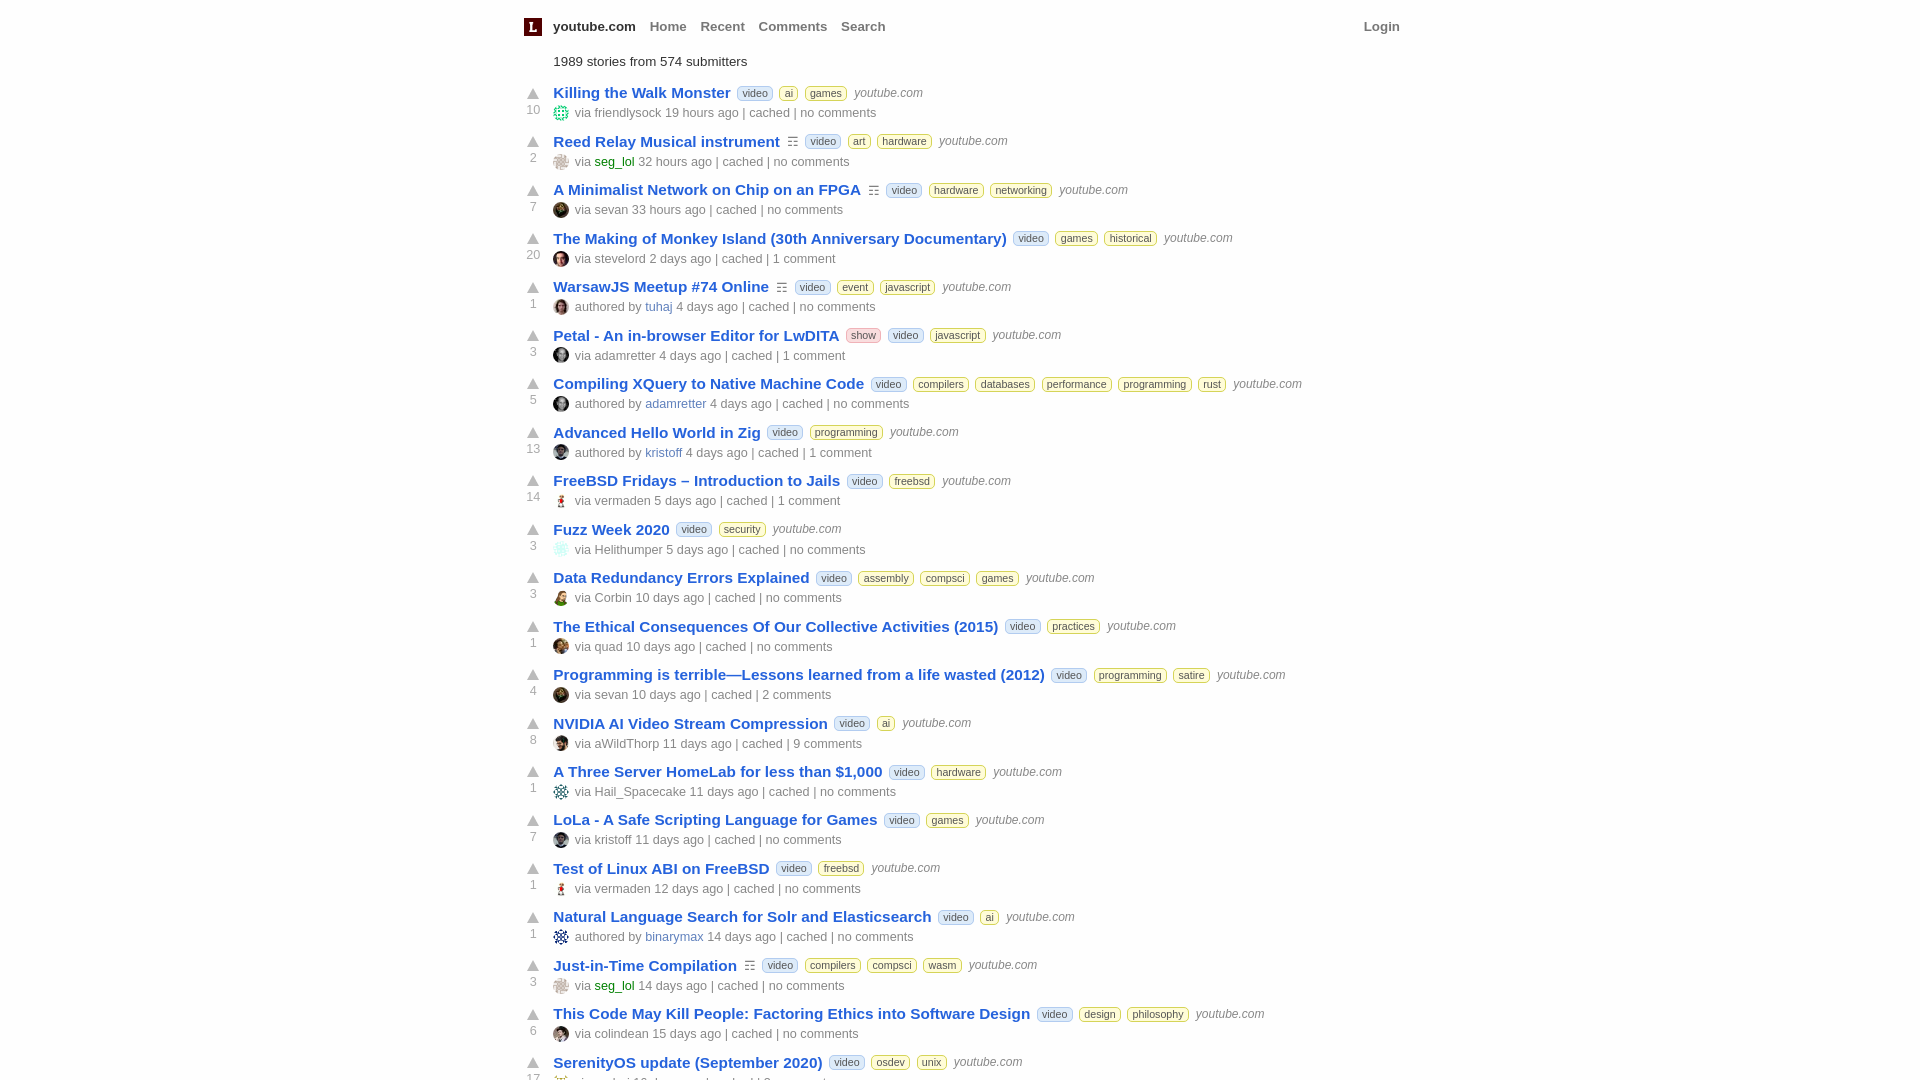 L youtube.com Home Recent Comments Search Login
1989 stories from 574 submitters
Killing the Walk Monster video ai games youtube.com
10 via friendlysock 19 hours ago | cached | no comments
Reed Relay Musical instrument ☶ video art hardware youtube.com
2 via seg_lol 32 hours ago | cached | no comments
A Minimalist Network on Chip on an FPGA ☶ video hardware networking youtube.com
7 via sevan 33 hours ago | cached | no comments
The Making of Monkey Island (30th Anniversary Documentary) video games historical youtube.com
20 via stevelord 2 days ago | cached | 1 comment
WarsawJS Meetup #74 Online ☶ video event javascript youtube.com
1 authored by tuhaj 4 days ago | cached | no comments
Petal - An in-browser Editor for LwDITA show video javascript youtube.com
3 via adamretter 4 days ago | cached | 1 comment
Compiling XQuery to Native Machine Code video compilers databases performance programming rust youtube.com
5 authored by adamretter 4 days ago | cached | no comments
Advanced Hello World in Zig video programming youtube.com
13 authored by kristoff 4 days ago | cached | 1 comment
FreeBSD Fridays – Introduction to Jails video freebsd youtube.com
14 via vermaden 5 days ago | cached | 1 comment
Fuzz Week 2020 video security youtube.com
3 via Helithumper 5 days ago | cached | no comments
Data Redundancy Errors Explained video assembly compsci games youtube.com
3 via Corbin 10 days ago | cached | no comments
The Ethical Consequences Of Our Collective Activities (2015) video practices youtube.com
1 via quad 10 days ago | cached | no comments
Programming is terrible—Lessons learned from a life wasted (2012) video programming satire youtube.com
4 via sevan 10 days ago | cached | 2 comments
NVIDIA AI Video Stream Compression video ai youtube.com
8 via aWildThorp 11 days ago | cached | 9 comments
A Three Server HomeLab for less than $1,000 video hardware youtube.com
1 via Hail_Spacecake 11 days ago | cached | no comments
LoLa - A Safe Scripting Language for Games video games youtube.com
7 via kristoff 11 days ago | cached | no comments
Test of Linux ABI on FreeBSD video freebsd youtube.com
1 via vermaden 12 days ago | cached | no comments
Natural Language Search for Solr and Elasticsearch video ai youtube.com
1 authored by binarymax 14 days ago | cached | no comments
Just-in-Time Compilation ☶ video compilers compsci wasm youtube.com
3 via seg_lol 14 days ago | cached | no comments
This Code May Kill People: Factoring Ethics into Software Design video design philosophy youtube.com
6 via colindean 15 days ago | cached | no comments
SerenityOS update (September 2020) video osdev unix youtube.com
17